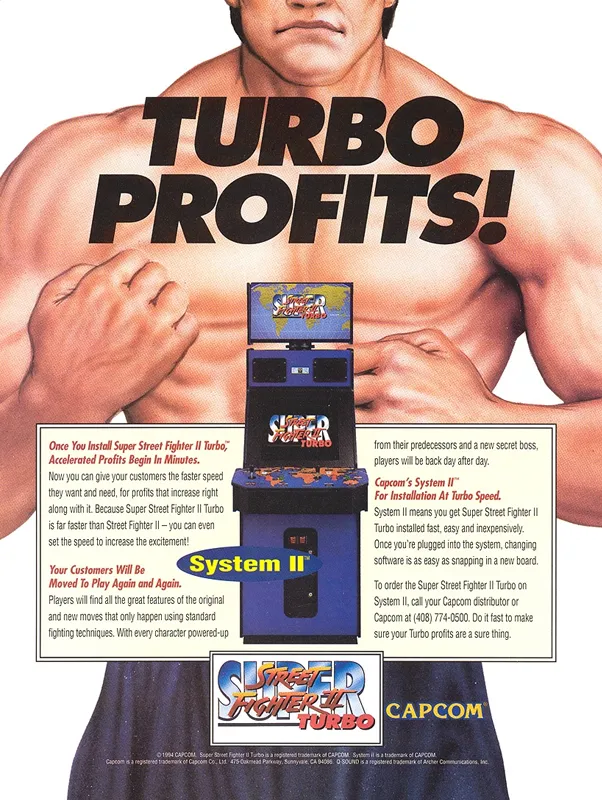 TURBO
PROFITS!
SUPER
STREET
FIGHTER II
TURBO
SUPER
STREET
FIGHTER II
TURBO
Once You Install Super Street Fighter II Turbo,™
Accelerated Profits Begin In Minutes.
Now you can give your customers the faster speed
they want and need, for profits that increase right
along with it. Because Super Street Fighter II Turbo
is far faster than Street Fighter II – you can even
set the speed to increase the excitement!
Your Customers Will Be
Moved To Play Again and Again.
Players will find all the great features of the original
and new moves that only happen using standard
fighting techniques. With every character powered-up
System II™
from their predecessors and a new secret boss,
players will be back day after day.
Capcom's System II™
For Installation At Turbo Speed.
System II means you get Super Street Fighter II
Turbo installed fast, easy and inexpensively.
Once you're plugged into the system, changing
software is as easy as snapping in a new board.
To order the Super Street Fighter II Turbo on
System II, call your Capcom distributor or
Capcom at (408) 774-0500. Do it fast to make
sure your Turbo profits are a sure thing.
SUPER
STREET
FIGHTER II
TURBO
CAPCOM®
© 1994 CAPCOM. Super Street Fighter II Turbo is a registered trademark of CAPCOM. System II is a trademark of CAPCOM.
Capcom is a registered trademark of Capcom Co., Ltd. 475 Oakmead Parkway, Sunnyvale, CA 94086. Q-SOUND is a registered trademark of Archer Communications, Inc.